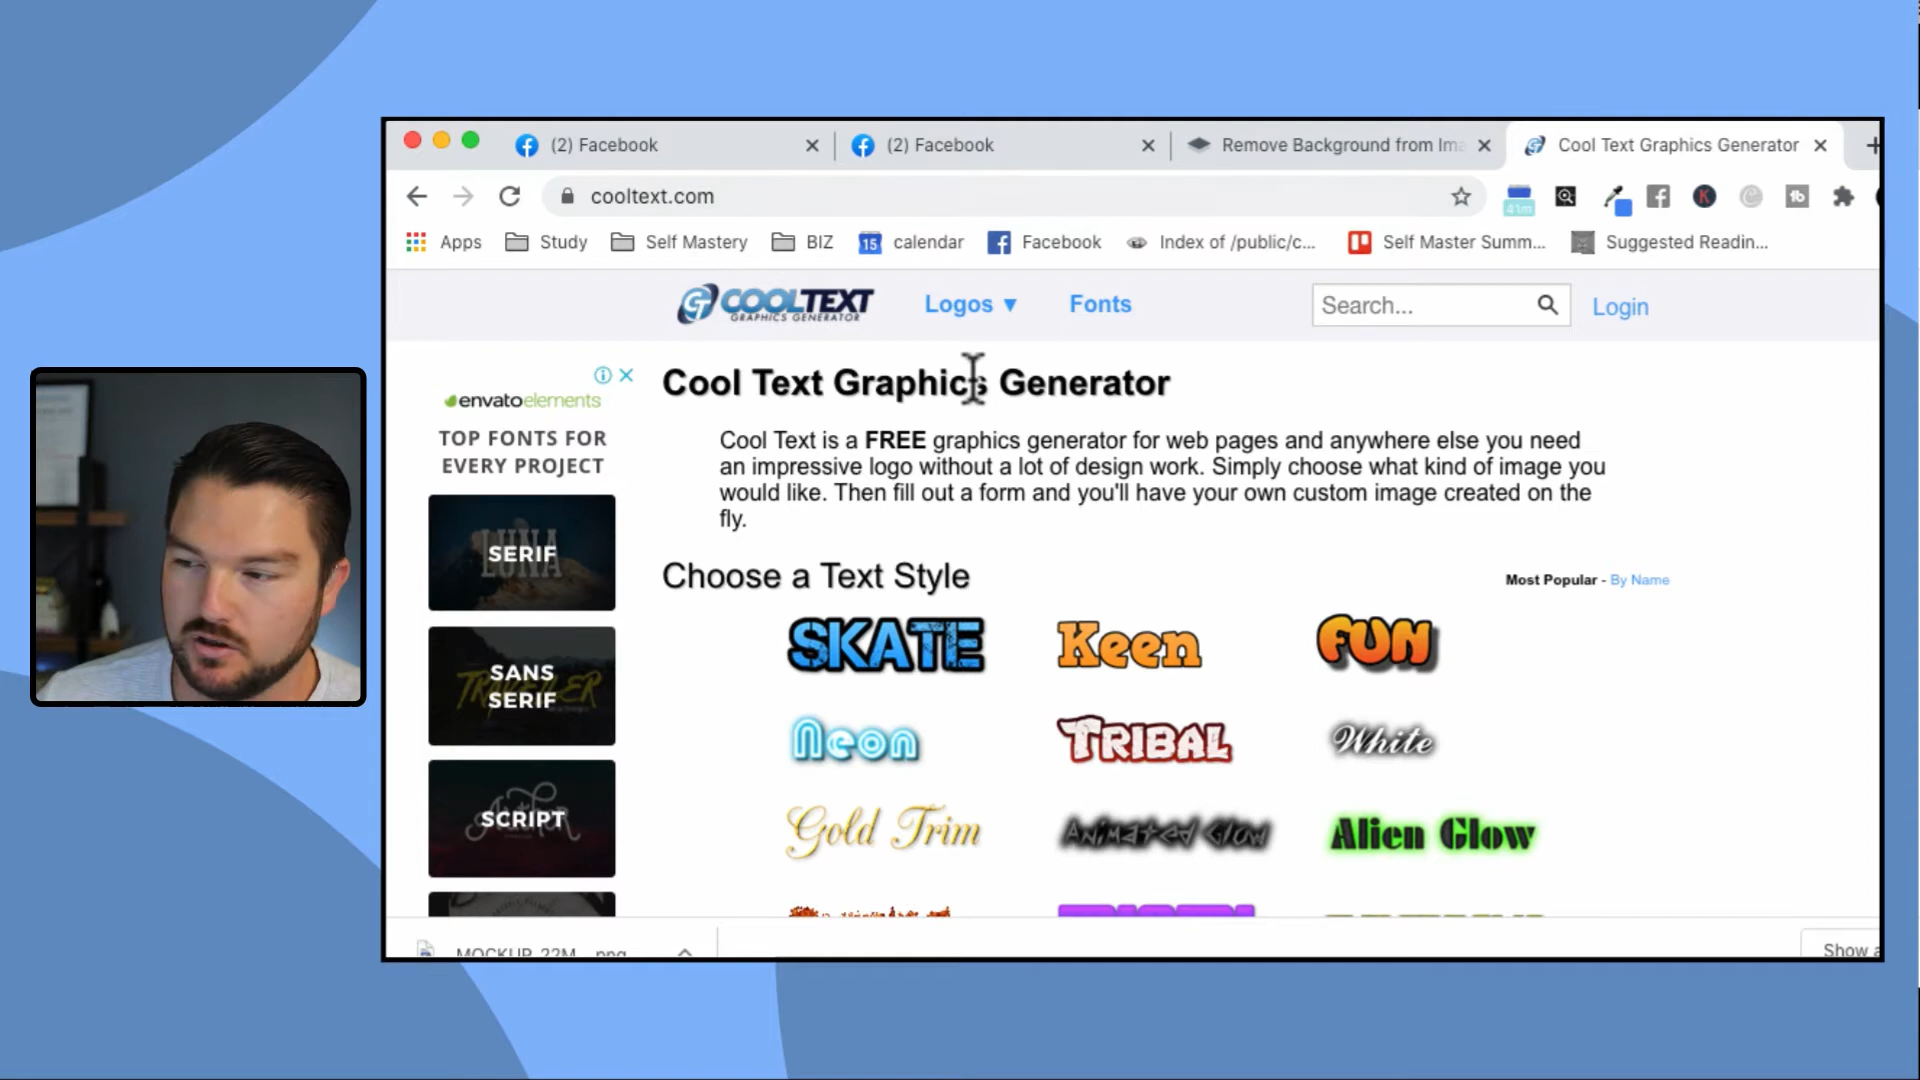 (2) Facebook
(2) Facebook
Remove Background from Ima
Cool Text Graphics Generator
cooltext.com
41m
Apps
Study
Self Mastery
BIZ
15
calendar
Facebook
Index of /public/c...
Self Master Summ...
Suggested Readin...
COOLTEXT
GRAPHICS GENERATOR
Logos ▼
Fonts
Search...
Login
envatoelements
TOP FONTS FOR
EVERY PROJECT
LUNA
SERIF
SANS
SERIF
SCRIPT
Cool Text Graphics Generator
Cool Text is a FREE graphics generator for web pages and anywhere else you need
an impressive logo without a lot of design work. Simply choose what kind of image you
would like. Then fill out a form and you'll have your own custom image created on the
fly.
Choose a Text Style
Most Popular - By Name
SKATE
Keen
FUN
Neon
TRIBAL
White
Gold Trim
Animated Glow
Alien Glow
MOCKUP_22M....png
Show a